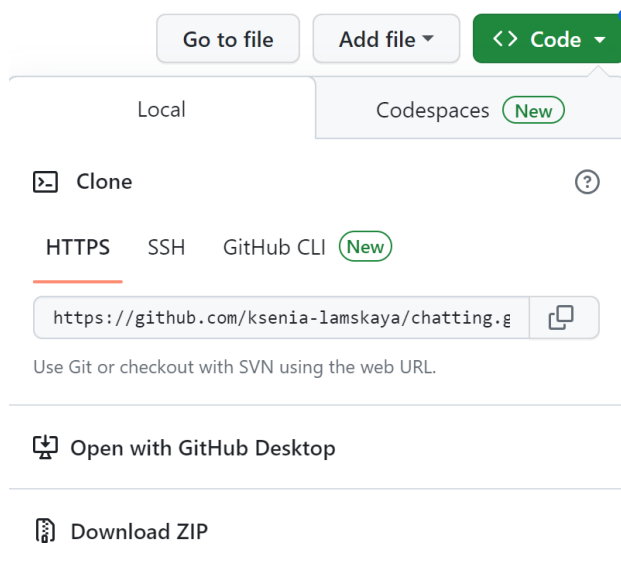 Go to file Add file <> Code
Local Codespaces New
Clone
HTTPS SSH GitHub CLI New
https://github.com/ksenia-lamskaya/chatting.g
Use Git or checkout with SVN using the web URL.
Open with GitHub Desktop
Download ZIP